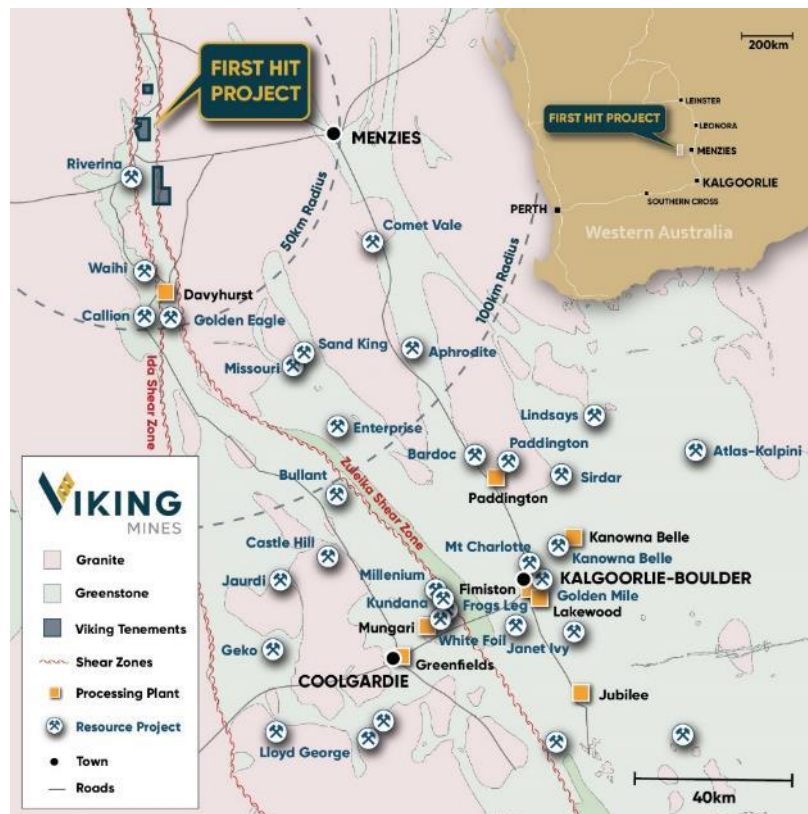 FIRST HIT
PROJECT
200km
LEINSTER
LEONORA
FIRST HIT PROJECT
MENZIES
KALGOORLIE
SOUTHERN CROSS
PERTH
Western Australia
MENZIES
Riverina
50km Radius
Comet Vale
Waihi
Davyhurst
100km Radius
Callion
Golden Eagle
Sand King
Aphrodite
Missouri
Ida Shear Zone
Lindsays
Enterprise
Bardoc
Paddington
Atlas-Kalpini
Sirdar
Bullant
Paddington
Zuleika Shear Zone
VIKING
MINES
Granite
Greenstone
Viking Tenements
Shear Zones
Processing Plant
Resource Project
Town
Roads
Kanowna Belle
Mt Charlotte
Kanowna Belle
Castle Hill
Jaurdi
Millenium
Fimiston
KALGOORLIE-BOULDER
Golden Mile
Kundana
Frogs Leg
Lakewood
Mungari
White Foil
Janet Ivy
Geko
Greenfields
COOLGARDIE
Jubilee
Lloyd George
40km